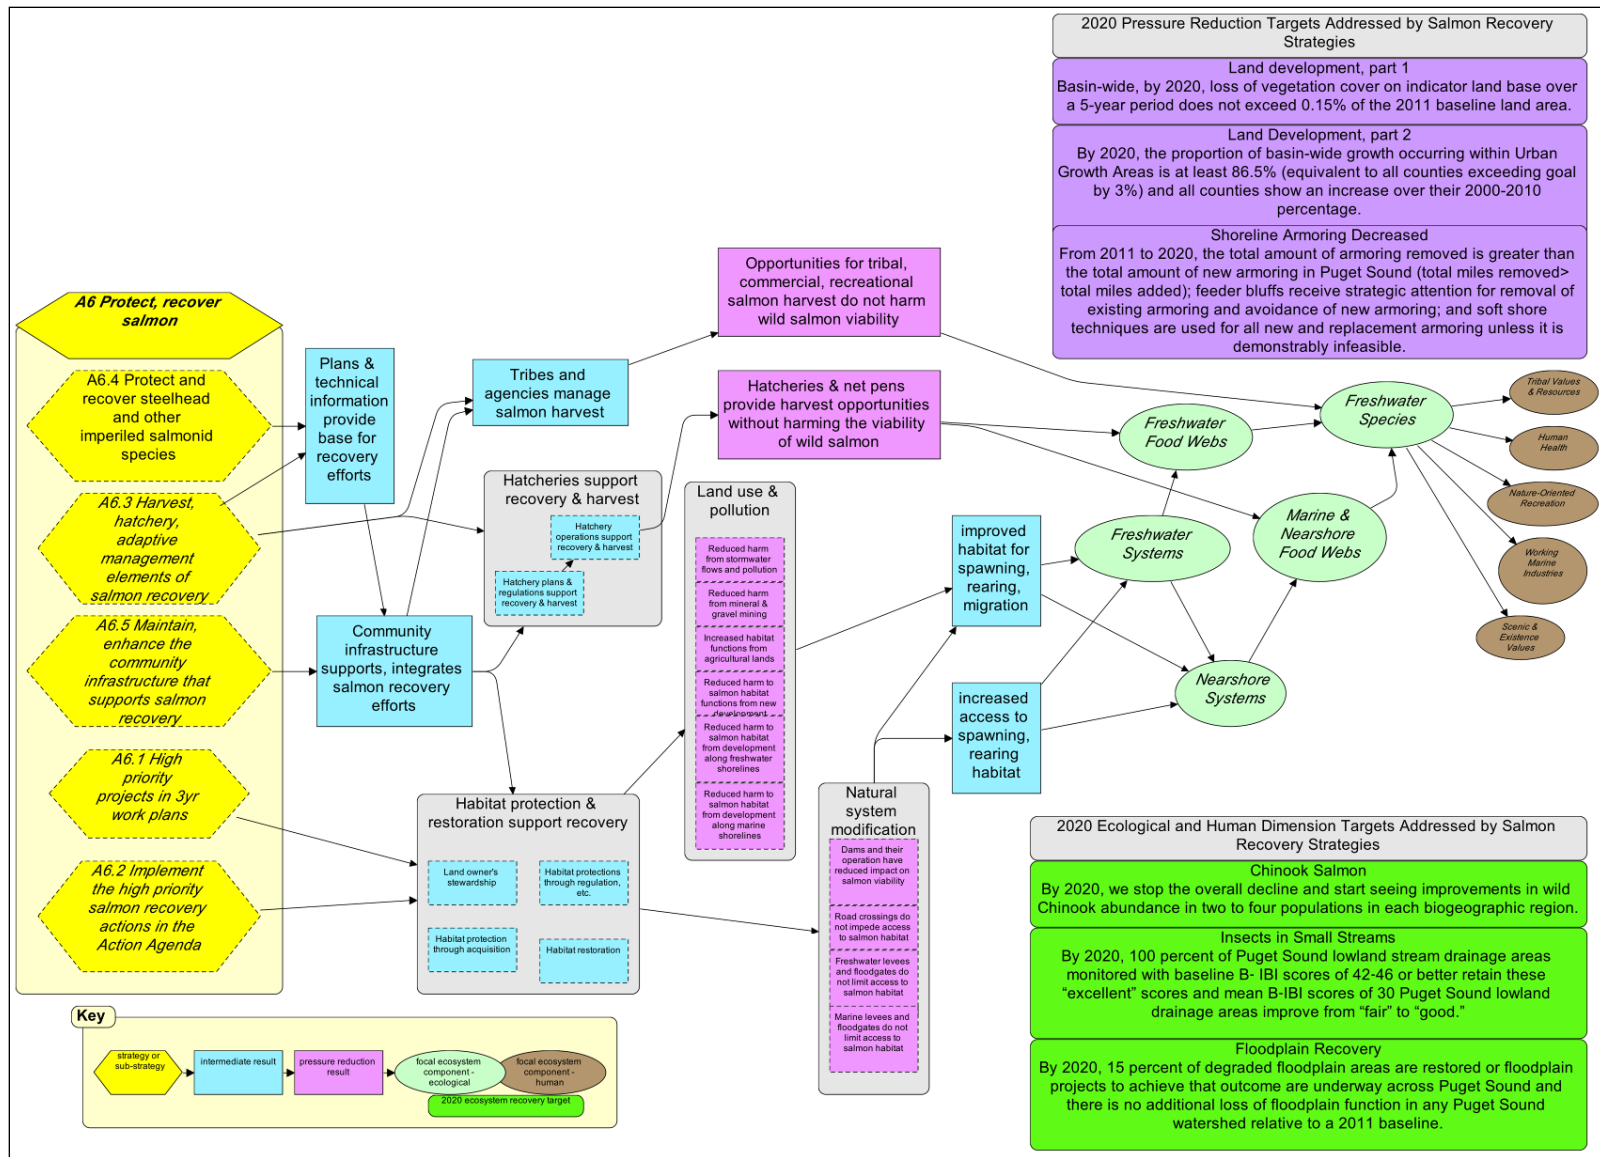 2020 Pressure Reduction Targets Addressed by Salmon Recovery
Strategies
Land development, part 1
Basin-wide, by 2020, loss of vegetation cover on indicator land base over
a 5-year period does not exceed 0.15% of the 2011 baseline land area.
Land Development, part 2
By 2020, the proportion of basin-wide growth occurring within Urban
Growth Areas is at least 86.5% (equivalent to all counties exceeding goal
by 3%) and all counties show an increase over their 2000-2010
percentage.
Shoreline Armoring Decreased
From 2011 to 2020, the total amount of armoring removed is greater than
the total amount of new armoring in Puget Sound (total miles removed>
total miles added); feeder bluffs receive strategic attention for removal of
existing armoring and avoidance of new armoring; and soft shore
techniques are used for all new and replacement armoring unless it is
demonstrably infeasible.
A6 Protect, recover
salmon
A6.4 Protect and
recover steelhead
and other
imperiled salmonid
species
A6.3 Harvest,
hatchery,
adaptive
management
elements of
salmon recovery
A6.5 Maintain,
enhance the
community
infrastructure that
supports salmon
recovery
A6.1 High
priority
projects in 3yr
work plans
A6.2 Implement
the high priority
salmon recovery
actions in the
Action Agenda
Plans &
technical
information
provide
base for
recovery
efforts
Community
infrastructure
supports, integrates
salmon recovery
efforts
Tribes and
agencies manage
salmon harvest
Hatcheries support
recovery & harvest
Hatchery
operations support
recovery & harvest
Hatchery plans &
regulations support
recovery & harvest
Habitat protection &
restoration support recovery
Land owner's
stewardship
Habitat protections
through regulation,
etc.
Habitat protection
through acquisition
Habitat restoration
Opportunities for tribal,
commercial, recreational
salmon harvest do not harm
wild salmon viability
Hatcheries & net pens
provide harvest opportunities
without harming the viability
of wild salmon
Land use &
pollution
Reduced harm
from stormwater
flows and pollution
Reduced harm
from mineral &
gravel mining
Increased habitat
functions from
agricultural lands
Reduced harm to
salmon habitat
functions from new
development
Reduced harm to
salmon habitat
from development
along freshwater
shorelines
Reduced harm to
salmon habitat
from development
along marine
shorelines
Natural
system
modification
Dams and their
operation have
reduced impact on
salmon viability
Road crossings do
not impede access
to salmon habitat
Freshwater levees
and floodgates do
not limit access to
salmon habitat
Marine levees and
floodgates do not
limit access to
salmon habitat
improved
habitat for
spawning,
rearing,
migration
increased
access to
spawning,
rearing
habitat
Freshwater
Food Webs
Freshwater
Species
Freshwater
Systems
Marine &
Nearshore
Food Webs
Nearshore
Systems
Tribal Values
& Resources
Human
Health
Nature-Oriented
Recreation
Working
Marine
Industries
Scenic &
Existence
Values
2020 Ecological and Human Dimension Targets Addressed by Salmon
Recovery Strategies
Chinook Salmon
By 2020, we stop the overall decline and start seeing improvements in wild
Chinook abundance in two to four populations in each biogeographic region.
Insects in Small Streams
By 2020, 100 percent of Puget Sound lowland stream drainage areas
monitored with baseline B- IBI scores of 42-46 or better retain these
“excellent” scores and mean B-IBI scores of 30 Puget Sound lowland
drainage areas improve from “fair” to “good.”
Floodplain Recovery
By 2020, 15 percent of degraded floodplain areas are restored or floodplain
projects to achieve that outcome are underway across Puget Sound and
there is no additional loss of floodplain function in any Puget Sound
watershed relative to a 2011 baseline.
Key
strategy or
sub-strategy
intermediate result
pressure reduction
result
focal ecosystem
component -
ecological
focal ecosystem
component -
human
2020 ecosystem recovery target